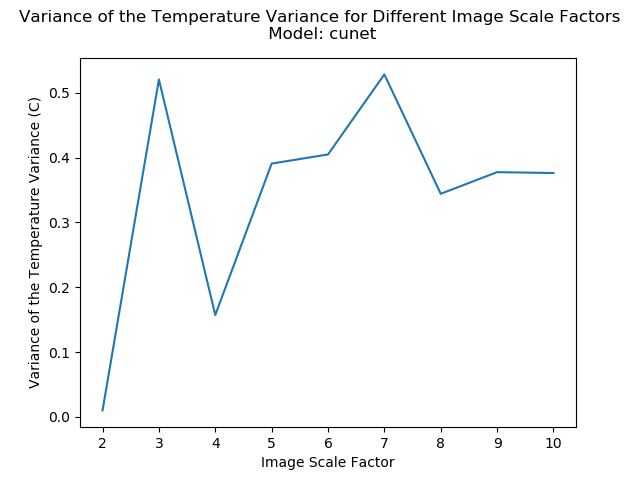 Variance of the Temperature Variance for Different Image Scale Factors
Model: cunet
Variance of the Temperature Variance (C)
0.5
0.4
0.3
0.2
0.1
0.0
2 3 4 5 6 7 8 9 10
Image Scale Factor